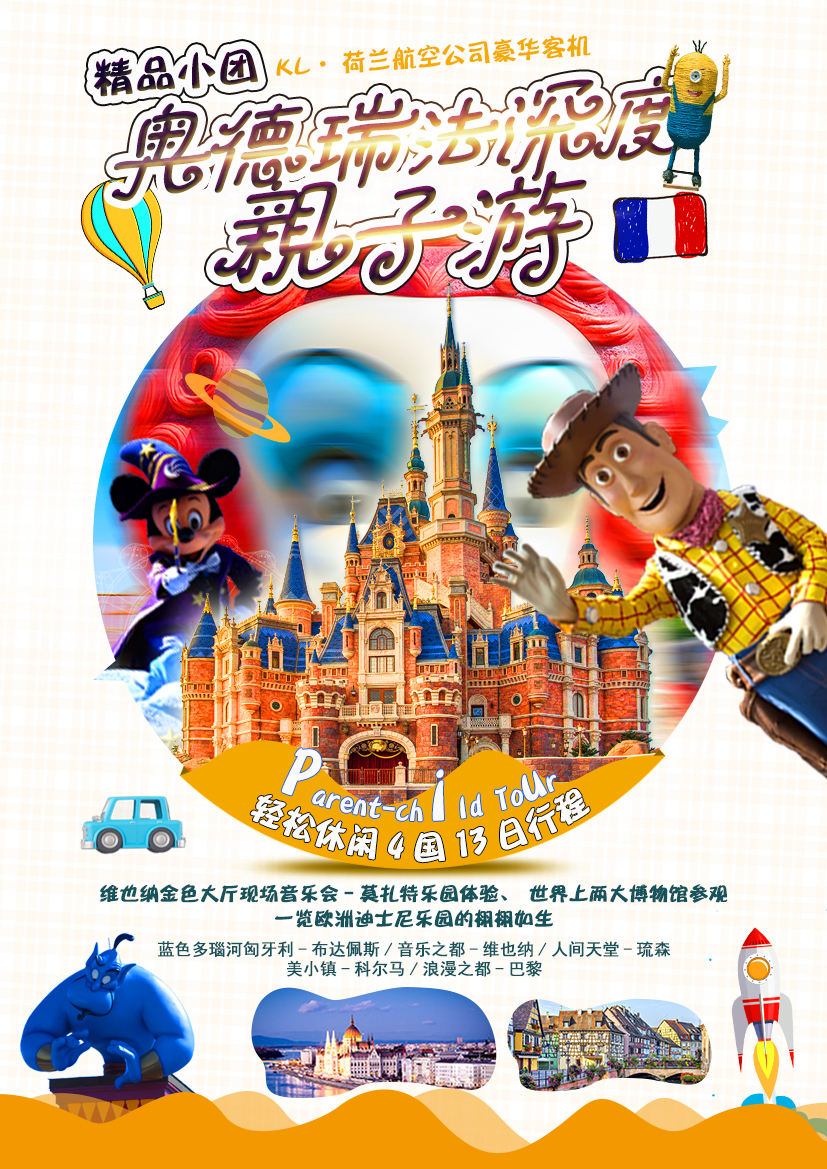 精品小团
KL · 荷兰航空公司豪华客机
奥德瑞法深度
親子游
Parent-child Tour
轻松休闲4国13日行程
维也纳金色大厅现场音乐会-莫扎特乐园体验、 世界上两大博物馆参观
一览欧洲迪士尼乐园的栩栩如生
蓝色多瑙河匈牙利-布达佩斯/音乐之都-维也纳/人间天堂-琉森
美小镇-科尔马/浪漫之都-巴黎